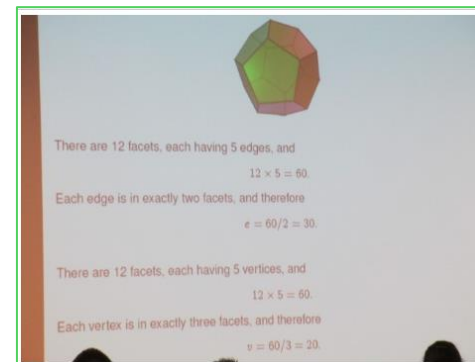 There are 12 facets, each having 5 edges, and
12 × 5 = 60.
Each edge is in exactly two facets, and therefore
e = 60/2 = 30.
There are 12 facets, each having 5 vertices, and
12 × 5 = 60.
Each vertex is in exactly three facets, and therefore
v = 60/3 = 20.